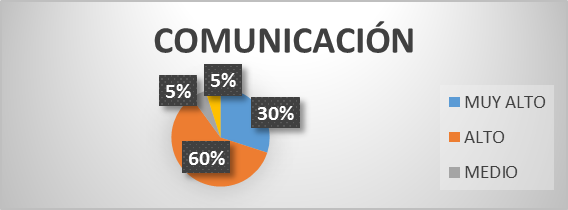 COMUNICACIÓN
5%
5%
30%
60%
MUY ALTO
ALTO
MEDIO